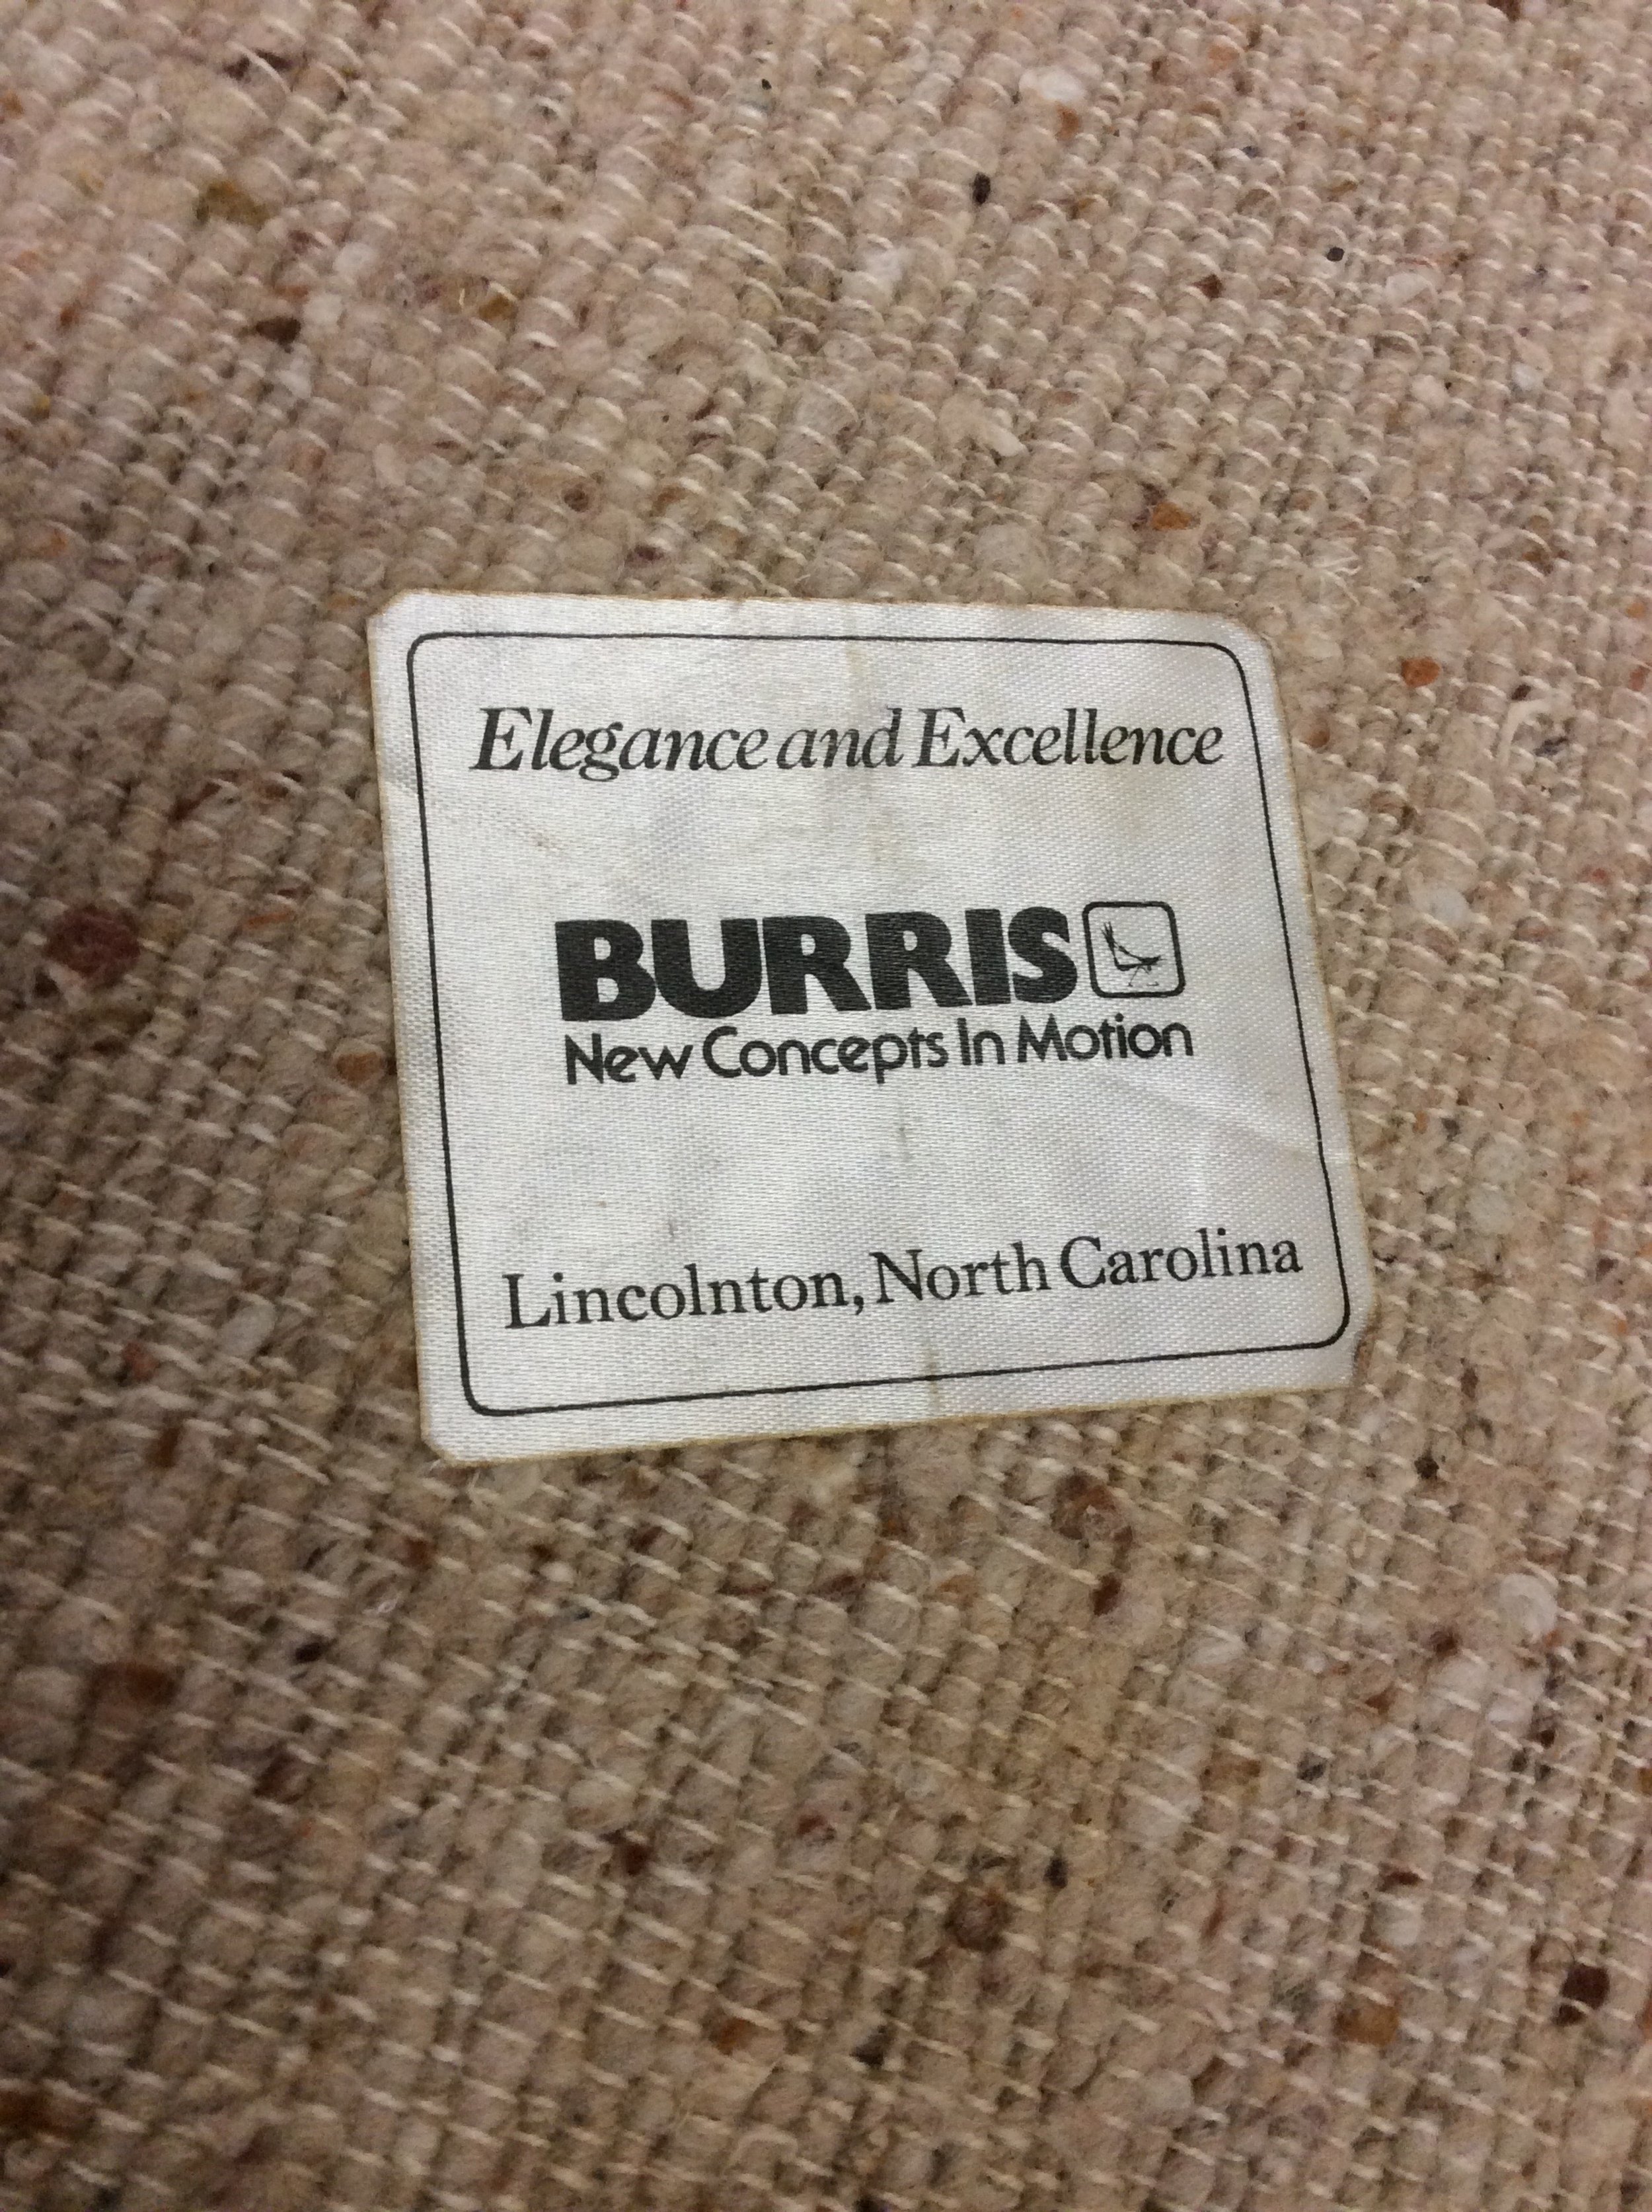 Elegance and Excellence
BURRIS
New Concepts In Motion
Lincolnton, North Carolina